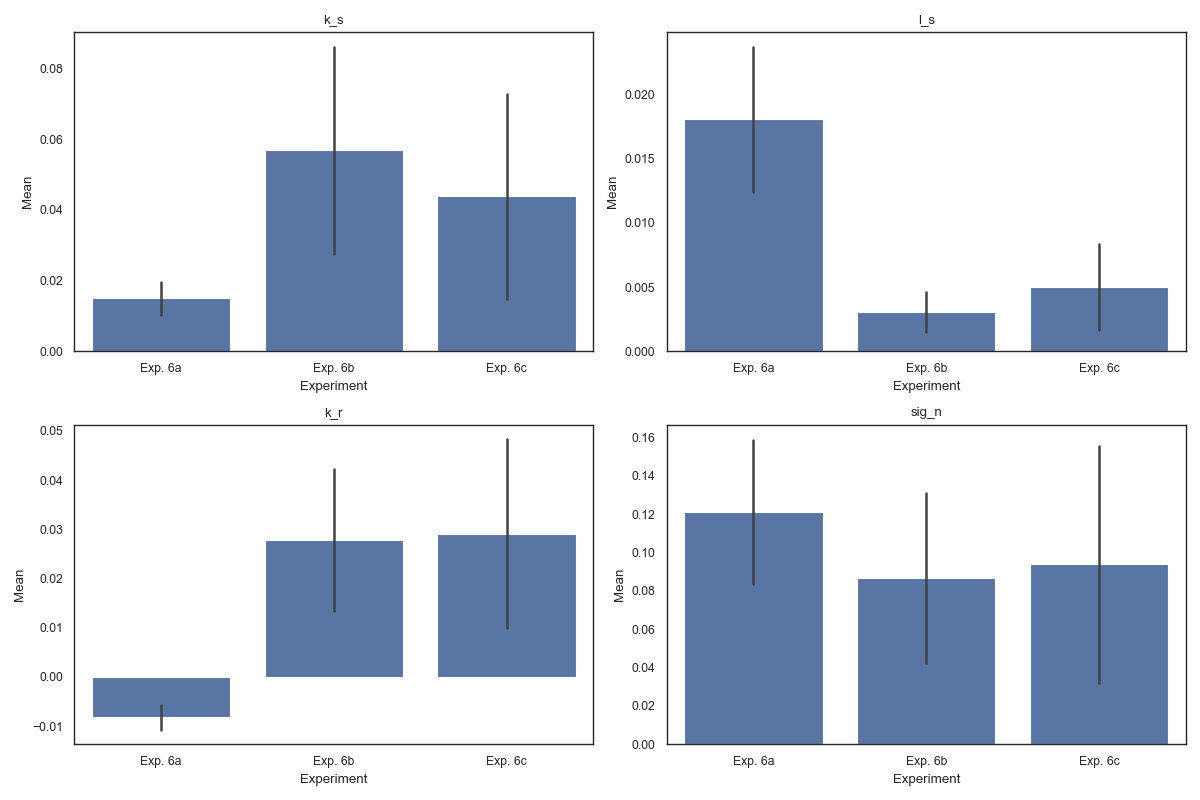 k_s
Mean
0.08
0.06
0.04
0.02
0.00
Exp. 6a Exp. 6b Exp. 6c
Experiment
l_s
Mean
0.020
0.015
0.010
0.005
0.000
Exp. 6a Exp. 6b Exp. 6c
Experiment
k_r
Mean
0.05
0.04
0.03
0.02
0.01
0.00
−0.01
Exp. 6a Exp. 6b Exp. 6c
Experiment
sig_n
Mean
0.16
0.14
0.12
0.10
0.08
0.06
0.04
0.02
0.00
Exp. 6a Exp. 6b Exp. 6c
Experiment